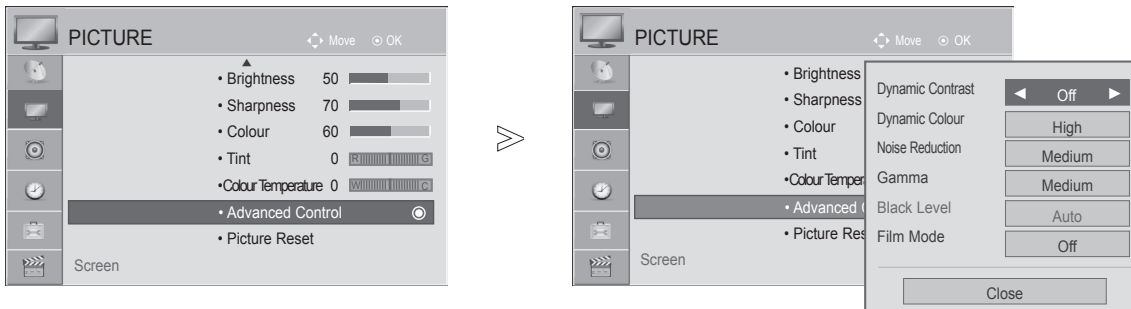 PICTURE
Move OK
• Brightness 50
• Sharpness 70
• Colour 60
• Tint 0 R G
•Colour Temperature 0 W C
• Advanced Control
• Picture Reset
Screen
PICTURE
Move OK
• Brightness
• Sharpness
• Colour
• Tint
•Colour Temper
• Advanced
• Picture Res
Screen
Dynamic Contrast Off
Dynamic Colour High
Noise Reduction Medium
Gamma Medium
Black Level Auto
Film Mode Off
Close